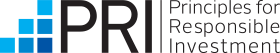 PRI
Principles for
Responsible
Investment